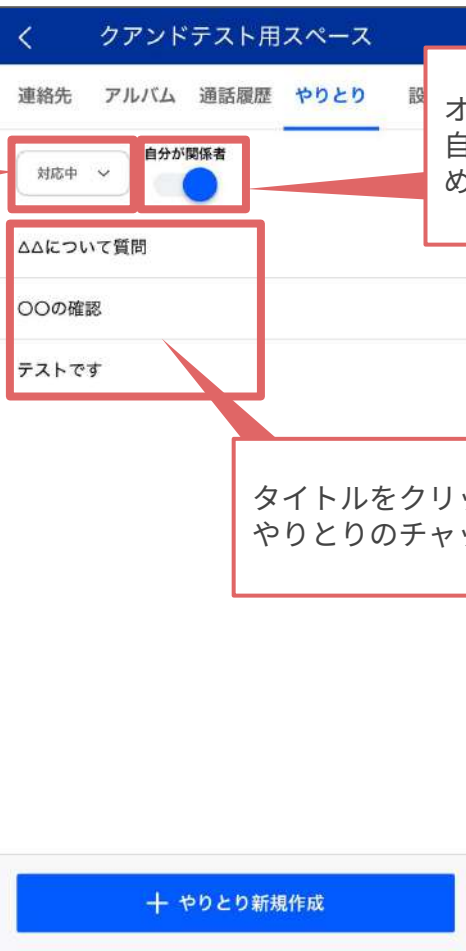 クアンドテスト用スペース
連絡先 アルバム 通話履歴 やりとり 設
対応中 自分が関係者
オ
自
め
△△について質問
〇〇の確認
テストです
タイトルをクリッ
やりとりのチャッ
＋ やりとり新規作成